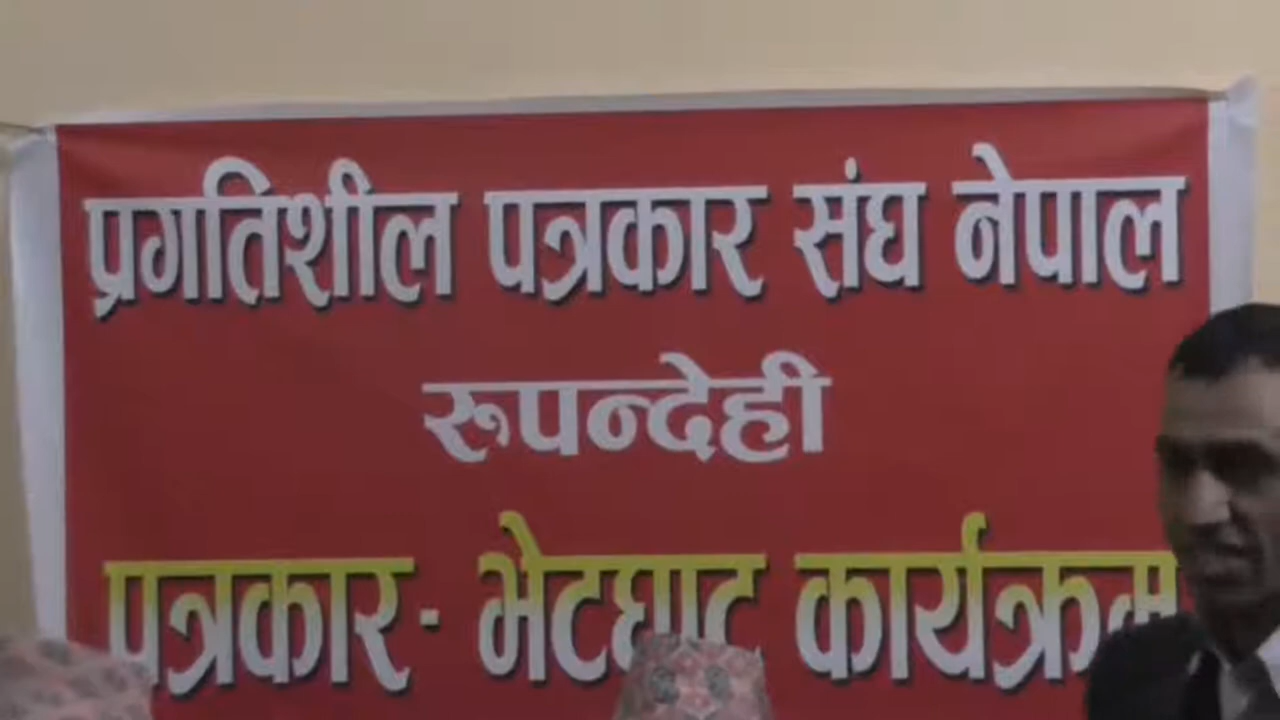 प्रगतिशील पत्रकार संघ नेपाल
रुपन्देही
पत्रकार- भेटघाट कार्यक्रम